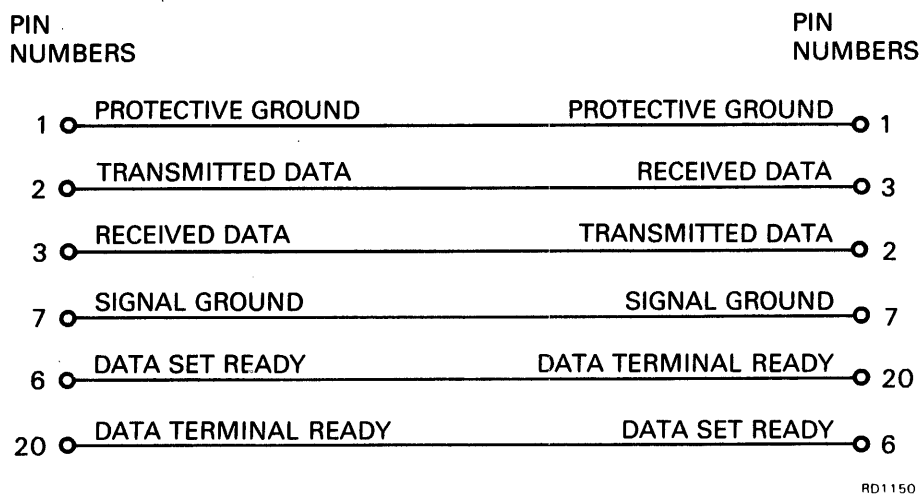 PIN NUMBERS
PIN NUMBERS
1 PROTECTIVE GROUND PROTECTIVE GROUND 1
2 TRANSMITTED DATA RECEIVED DATA 3
3 RECEIVED DATA TRANSMITTED DATA 2
7 SIGNAL GROUND SIGNAL GROUND 7
6 DATA SET READY DATA TERMINAL READY 20
20 DATA TERMINAL READY DATA SET READY 6
RD1150